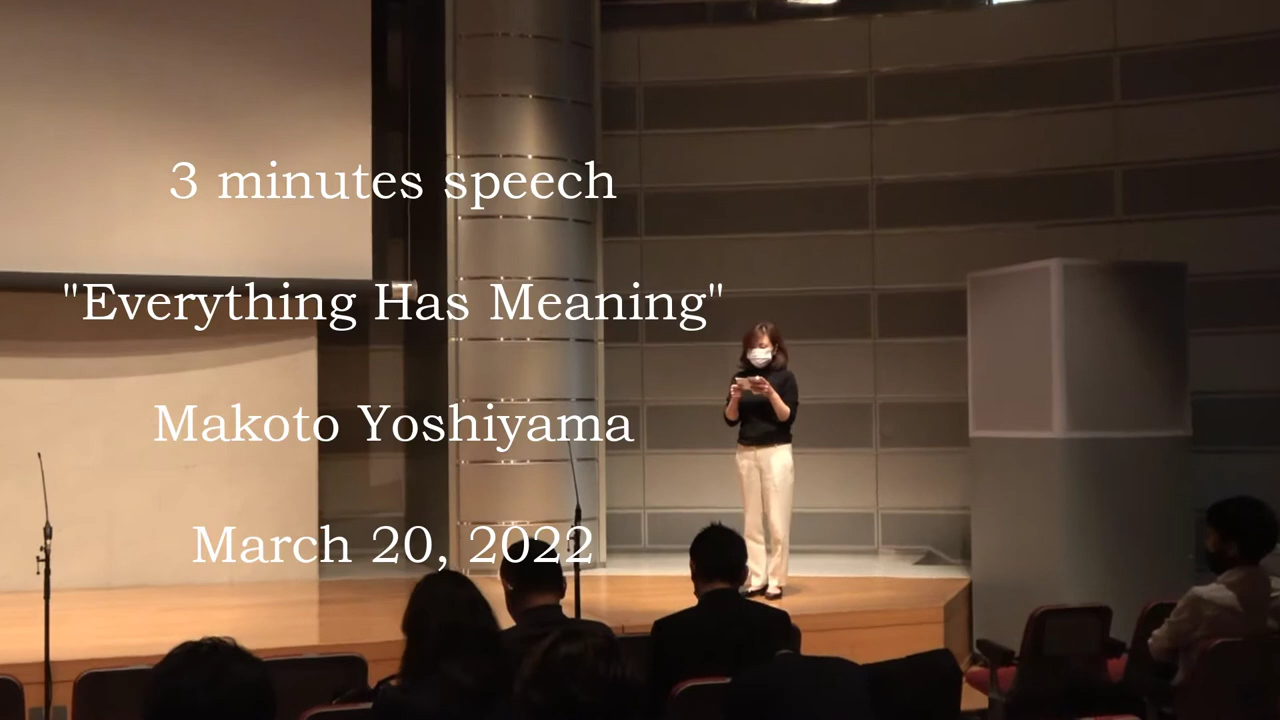 3 minutes speech
"Everything Has Meaning"
Makoto Yoshiyama
March 20, 2022